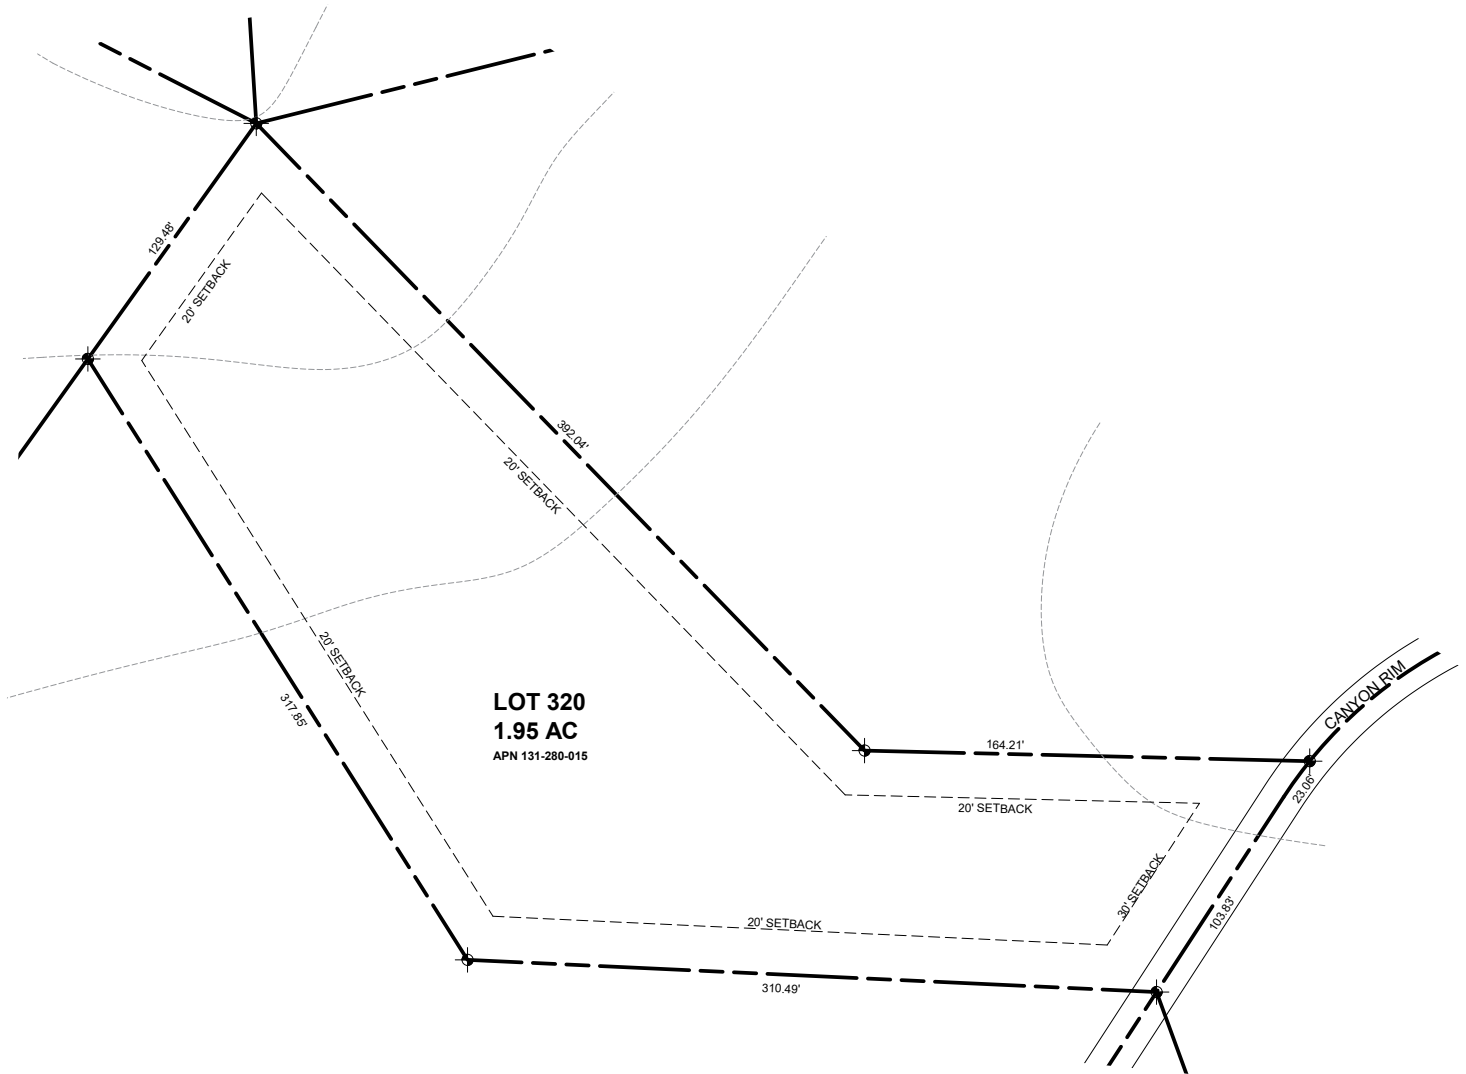 129.48'
20' SETBACK
392.04'
20' SETBACK
20' SETBACK
317.85'
LOT 320
1.95 AC
APN 131-280-015
CANYON RIM
164.21'
23.06'
20' SETBACK
30' SETBACK
103.83'
20' SETBACK
310.49'